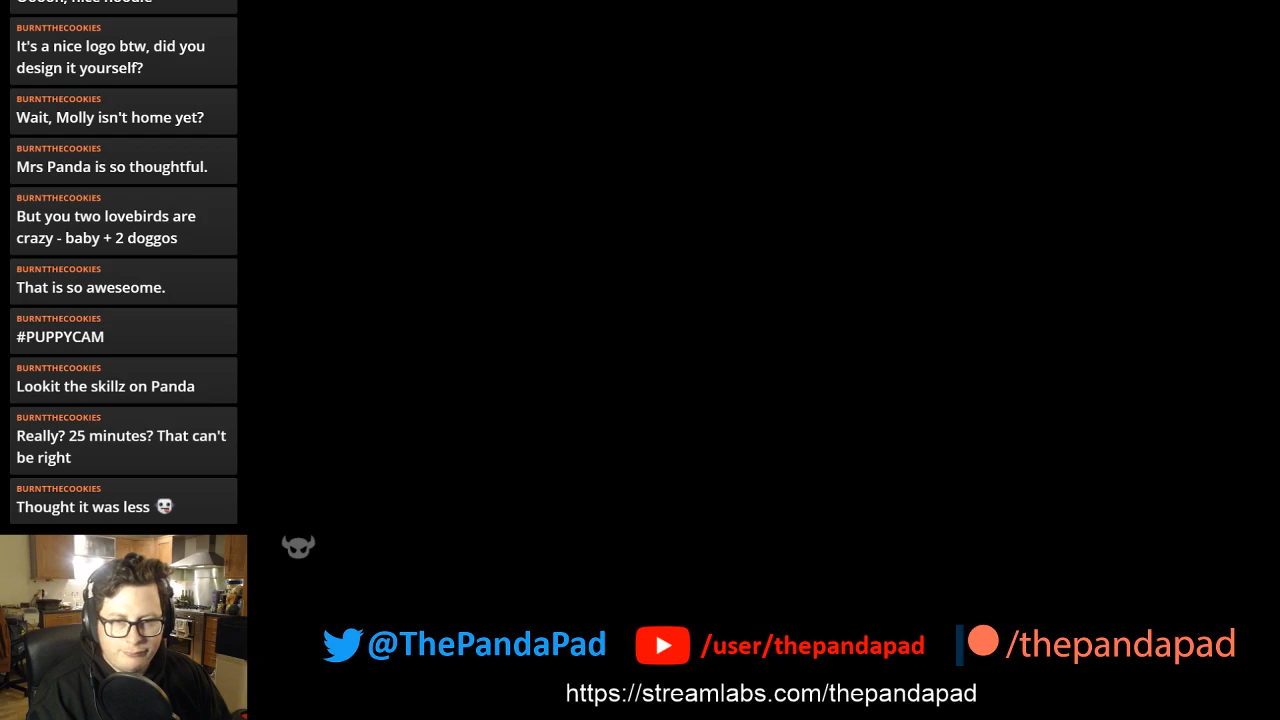 BURNTTHECOOKIES
It's a nice logo btw, did you
design it yourself?
BURNTTHECOOKIES
Wait, Molly isn't home yet?
BURNTTHECOOKIES
Mrs Panda is so thoughtful.
BURNTTHECOOKIES
But you two lovebirds are
crazy - baby + 2 doggos
BURNTTHECOOKIES
That is so aweseome.
BURNTTHECOOKIES
#PUPPYCAM
BURNTTHECOOKIES
Lookit the skillz on Panda
BURNTTHECOOKIES
Really? 25 minutes? That can't
be right
BURNTTHECOOKIES
Thought it was less
@ThePandaPad
/user/thepandapad
/thepandapad
https://streamlabs.com/thepandapad